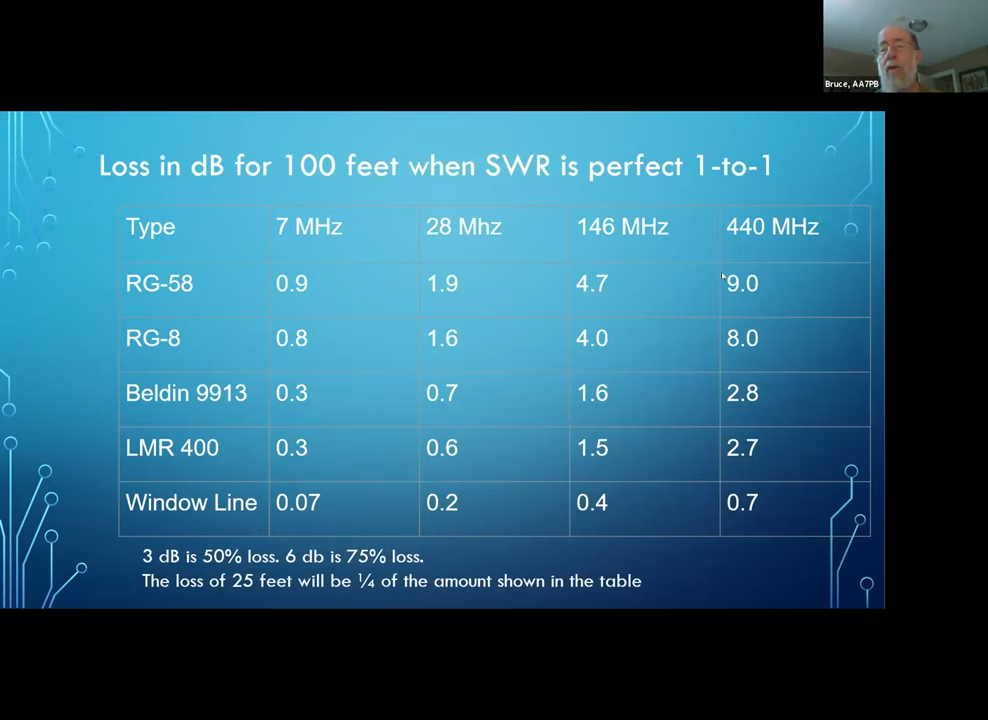 Bruce, AA7PB
Loss in dB for 100 feet when SWR is perfect 1-to-1
Type 7 MHz 28 Mhz 146 MHz 440 MHz
RG-58 0.9 1.9 4.7 9.0
RG-8 0.8 1.6 4.0 8.0
Beldin 9913 0.3 0.7 1.6 2.8
LMR 400 0.3 0.6 1.5 2.7
Window Line 0.07 0.2 0.4 0.7
3 dB is 50% loss. 6 db is 75% loss.
The loss of 25 feet will be ¼ of the amount shown in the table